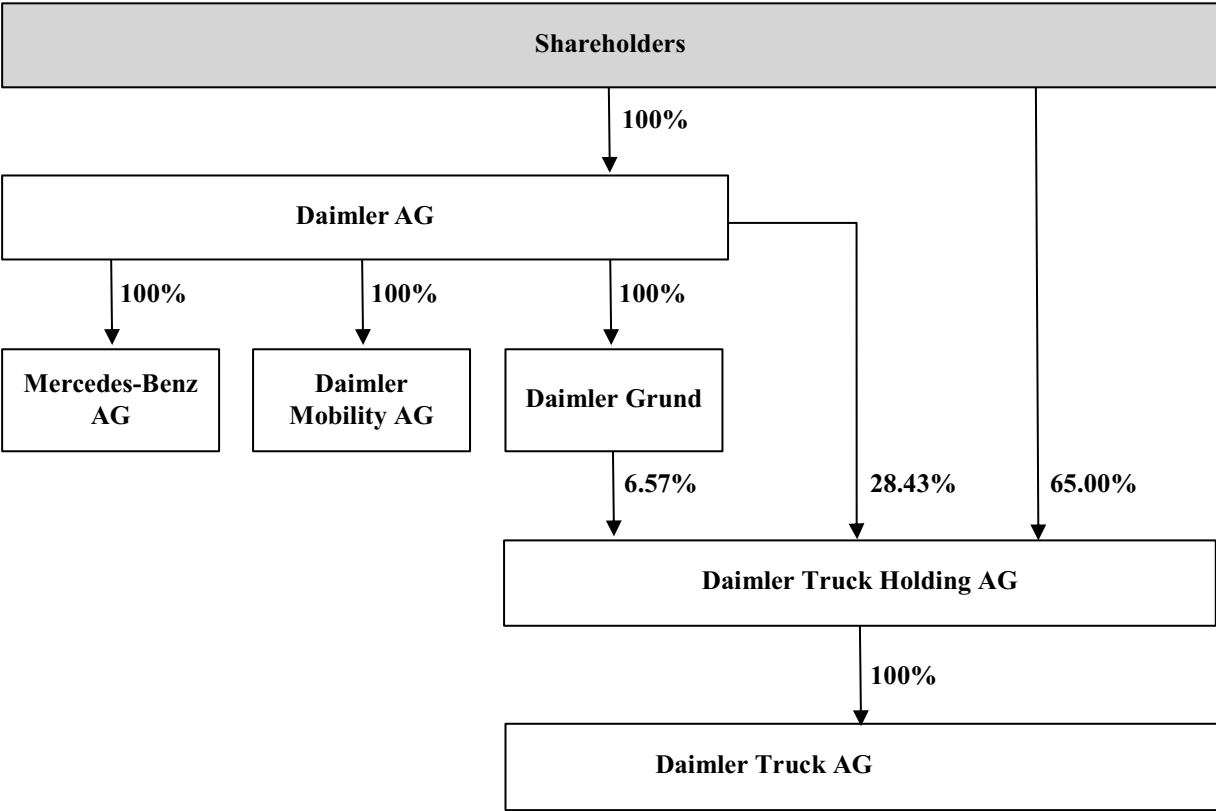 Shareholders
100%
Daimler AG
100%
100%
100%
Mercedes-Benz
AG
Daimler
Mobility AG
Daimler Grund
6.57%
28.43%
65.00%
Daimler Truck Holding AG
100%
Daimler Truck AG